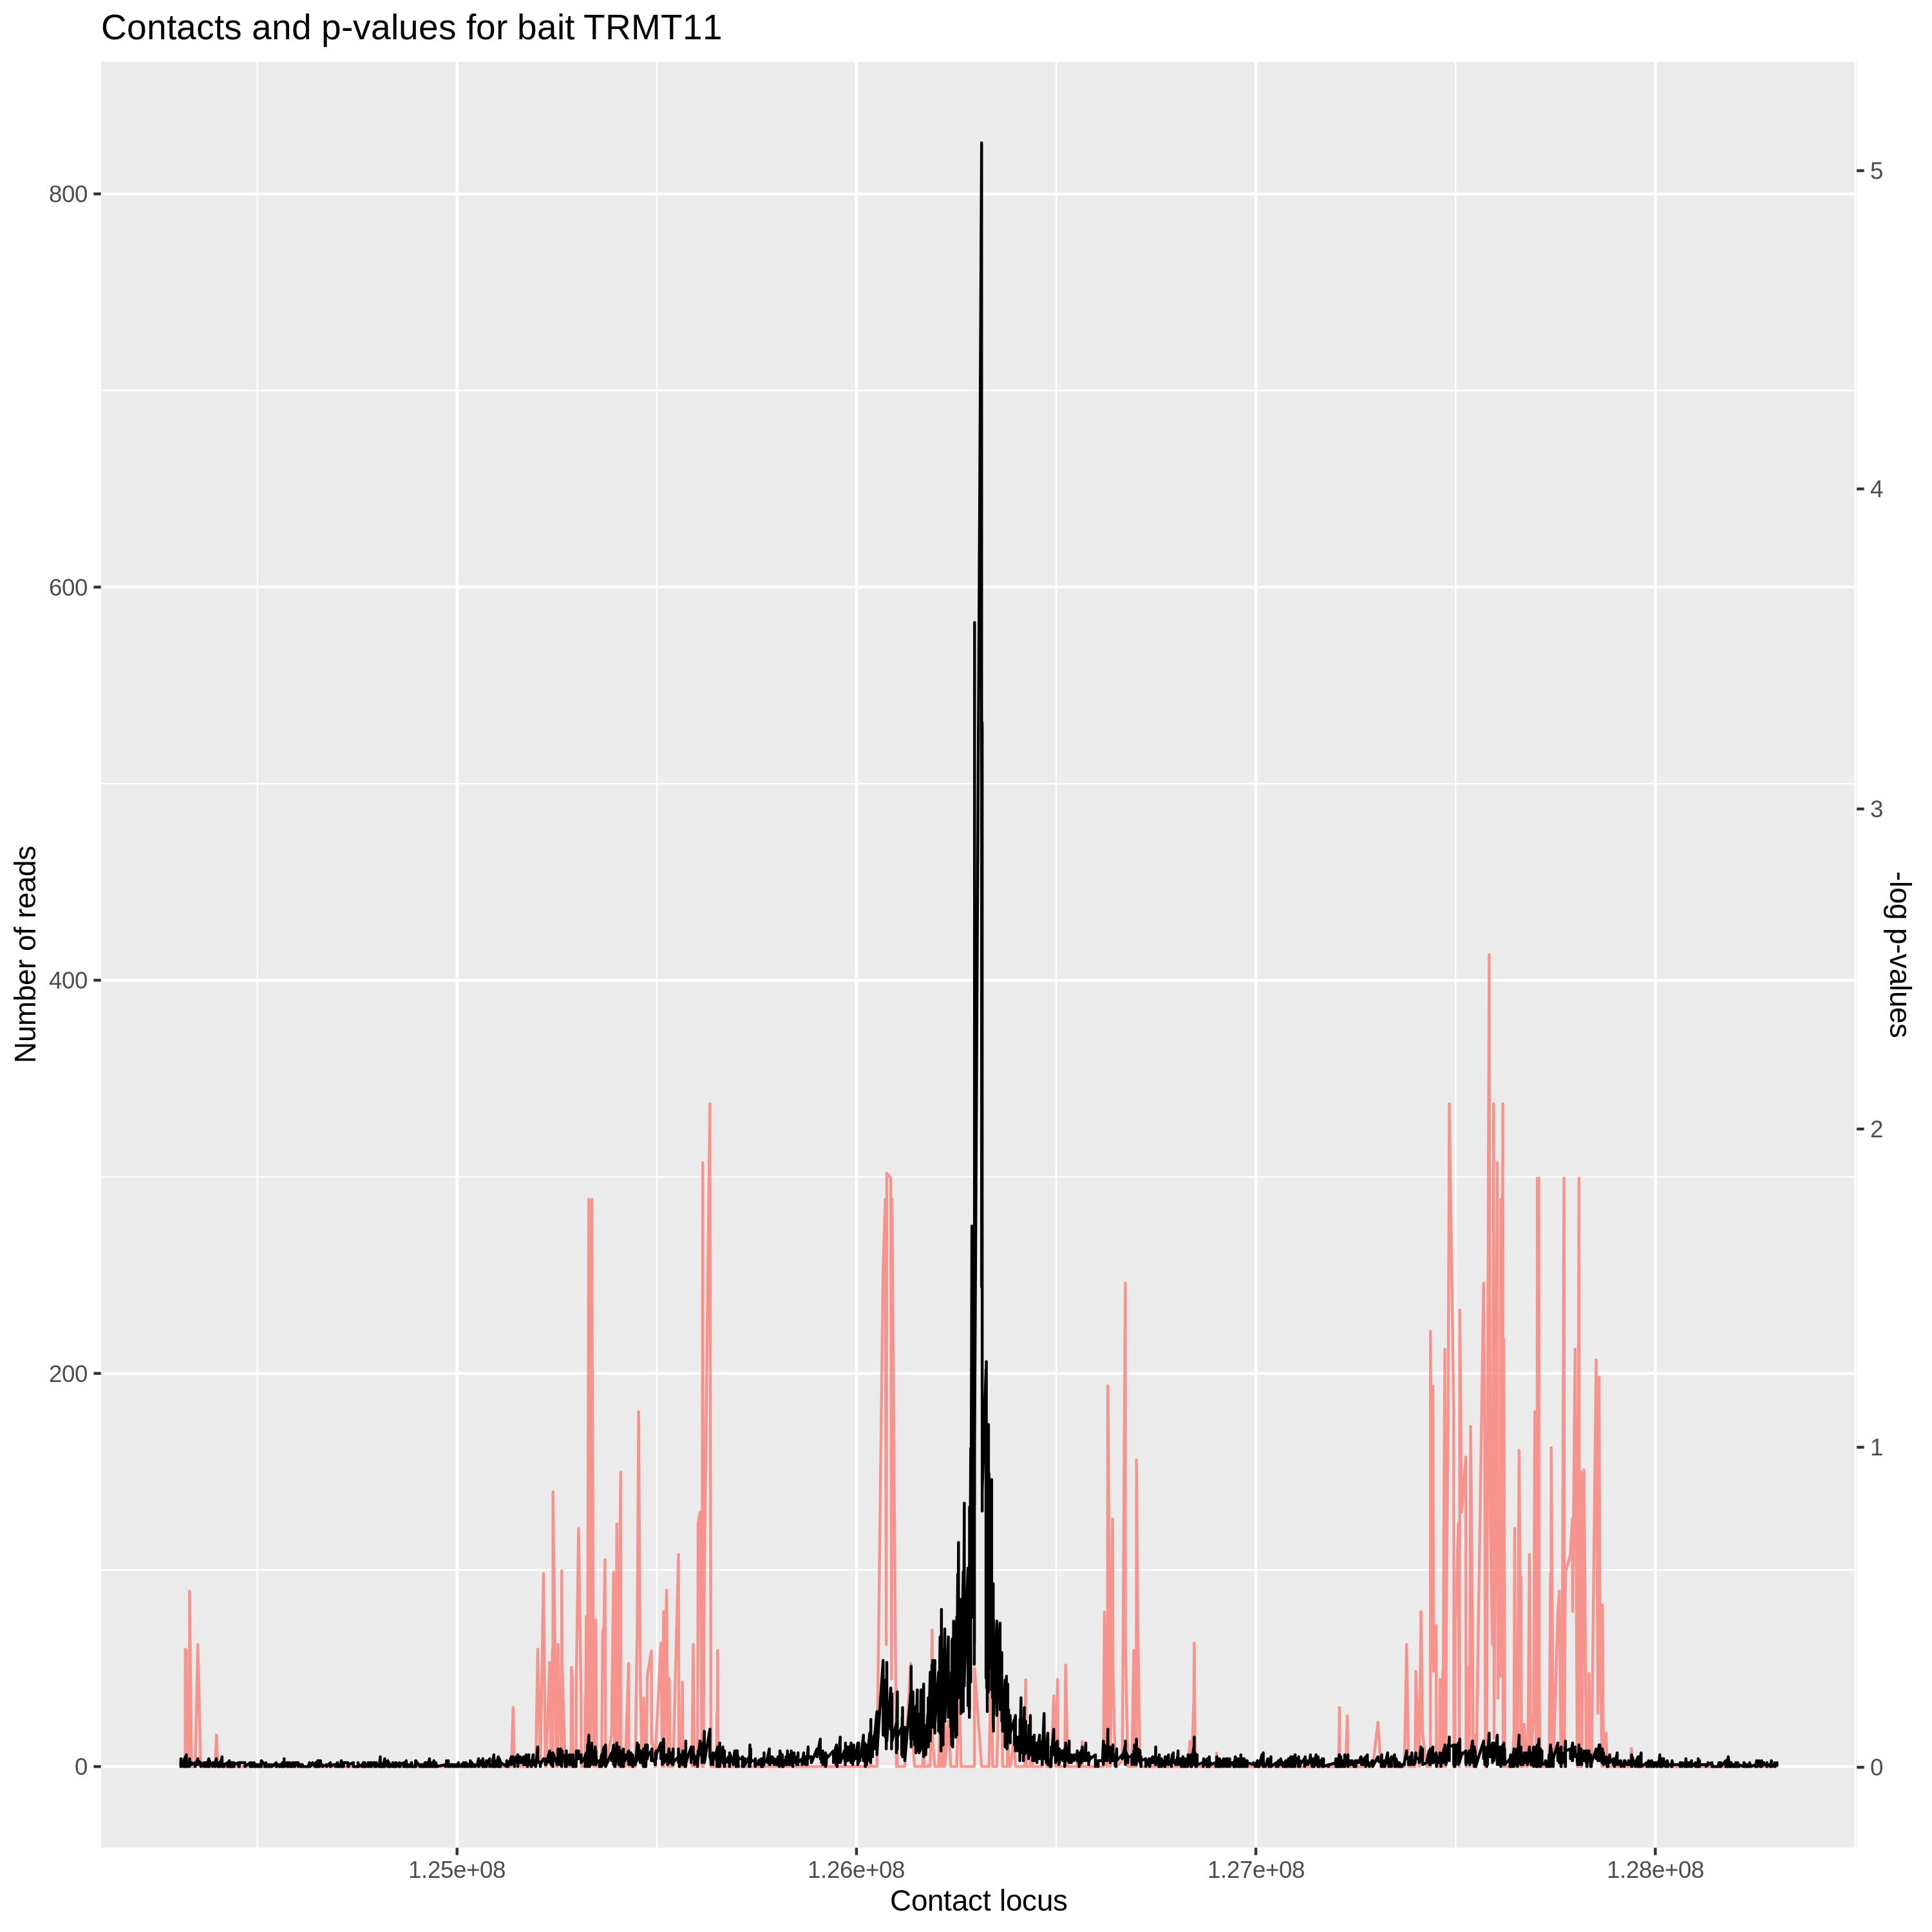 Contacts and p-values for bait TRMT11
800
600
400
200
0
Number of reads
5
4
3
2
1
0
-log p-values
1.25e+08
1.26e+08
1.27e+08
1.28e+08
Contact locus